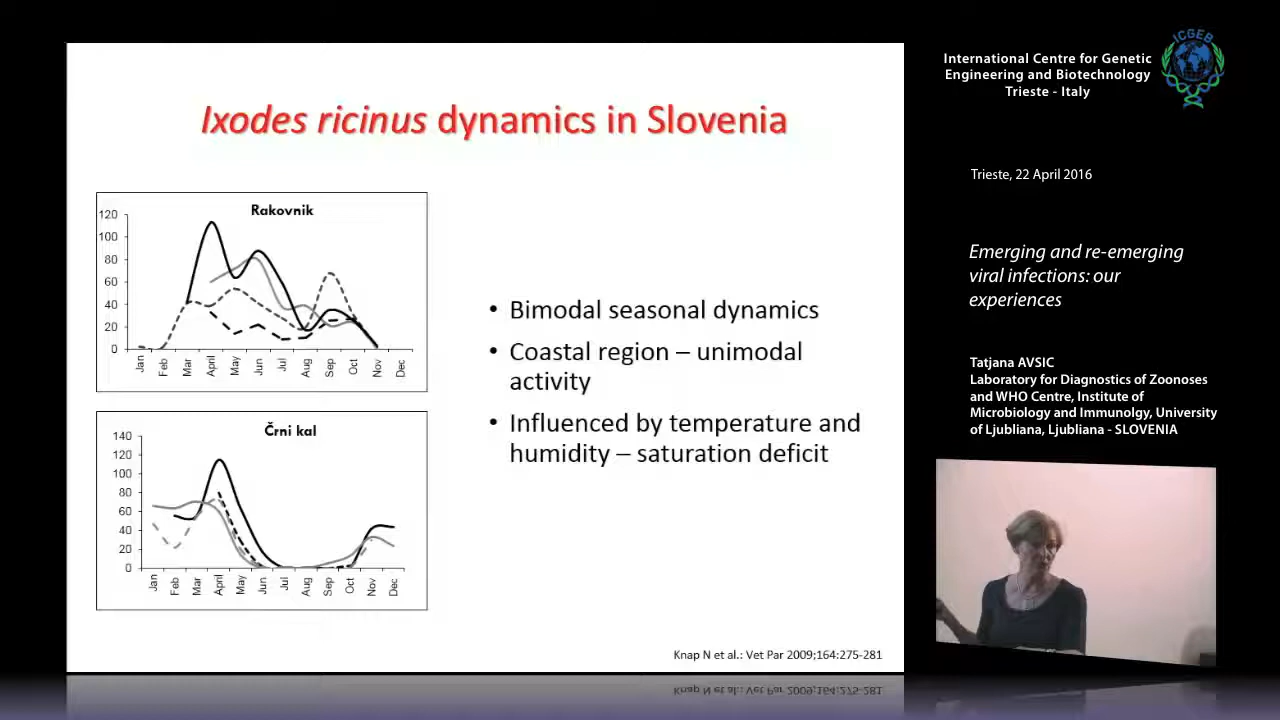 Ixodes ricinus dynamics in Slovenia
Rakovnik
120
100
80
60
40
20
0
Jan Feb Mar April May Jun Jul Aug Sep Oct Nov Dec
Črni kal
140
120
100
80
60
40
20
0
Jan Feb Mar April May Jun Jul Aug Sep Oct Nov Dec
• Bimodal seasonal dynamics
• Coastal region – unimodal
activity
• Influenced by temperature and
humidity – saturation deficit
Knap N et al.: Vet Par 2009;164:275-281
International Centre for Genetic
Engineering and Biotechnology
Trieste - Italy
ICGEB
Trieste, 22 April 2016
Emerging and re-emerging
viral infections: our
experiences
Tatjana AVSIC
Laboratory for Diagnostics of Zoonoses
and WHO Centre, Institute of
Microbiology and Immunolgy, University
of Ljubliana, Ljubliana - SLOVENIA